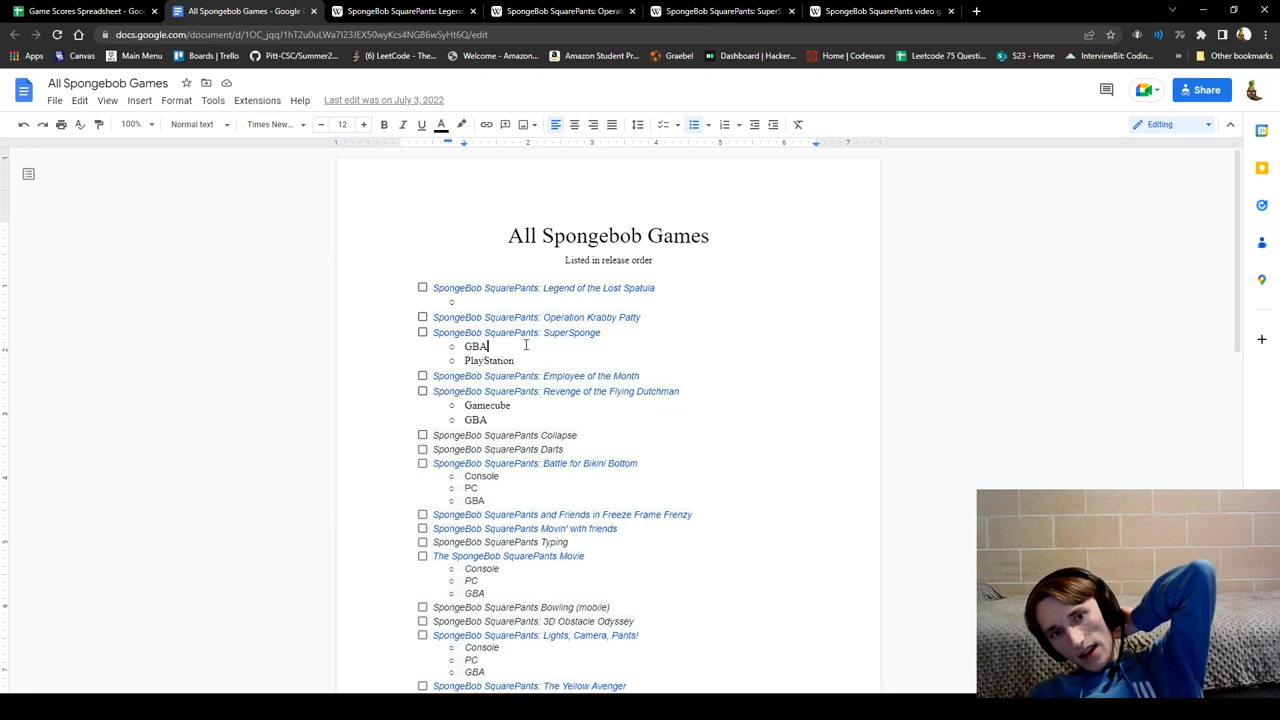 Game Scores Spreadsheet - Goo
All Spongebob Games - Google
SpongeBob SquarePants: Legend
SpongeBob SquarePants: Operat
SpongeBob SquarePants: SuperS
SpongeBob SquarePants video g
docs.google.com/document/d/1OC_jqqJ1hT2u0uLWa7I23JEX50wyKcs4NGB6wSyHt6Q/edit
Apps
Canvas
Main Menu
Boards | Trello
Pitt-CSC/Summer2...
LeetCode - The...
Welcome - Amazon...
Amazon Student Pr...
Graebel
Dashboard | Hacker...
Home | Codewars
Leetcode 75 Questi...
S23 - Home
InterviewBit: Codin...
Other bookmarks
All Spongebob Games
File Edit View Insert Format Tools Extensions Help Last edit was on July 3, 2022
Share
100% Normal text Times New... 12 Editing
All Spongebob Games
Listed in release order
SpongeBob SquarePants: Legend of the Lost Spatula
SpongeBob SquarePants: Operation Krabby Patty
SpongeBob SquarePants: SuperSponge
GBA
PlayStation
SpongeBob SquarePants: Employee of the Month
SpongeBob SquarePants: Revenge of the Flying Dutchman
Gamecube
GBA
SpongeBob SquarePants Collapse
SpongeBob SquarePants Darts
SpongeBob SquarePants: Battle for Bikini Bottom
Console
PC
GBA
SpongeBob SquarePants and Friends in Freeze Frame Frenzy
SpongeBob SquarePants Movin' with friends
SpongeBob SquarePants Typing
The SpongeBob SquarePants Movie
Console
PC
GBA
SpongeBob SquarePants Bowling (mobile)
SpongeBob SquarePants: 3D Obstacle Odyssey
SpongeBob SquarePants: Lights, Camera, Pants!
Console
PC
GBA
SpongeBob SquarePants: The Yellow Avenger